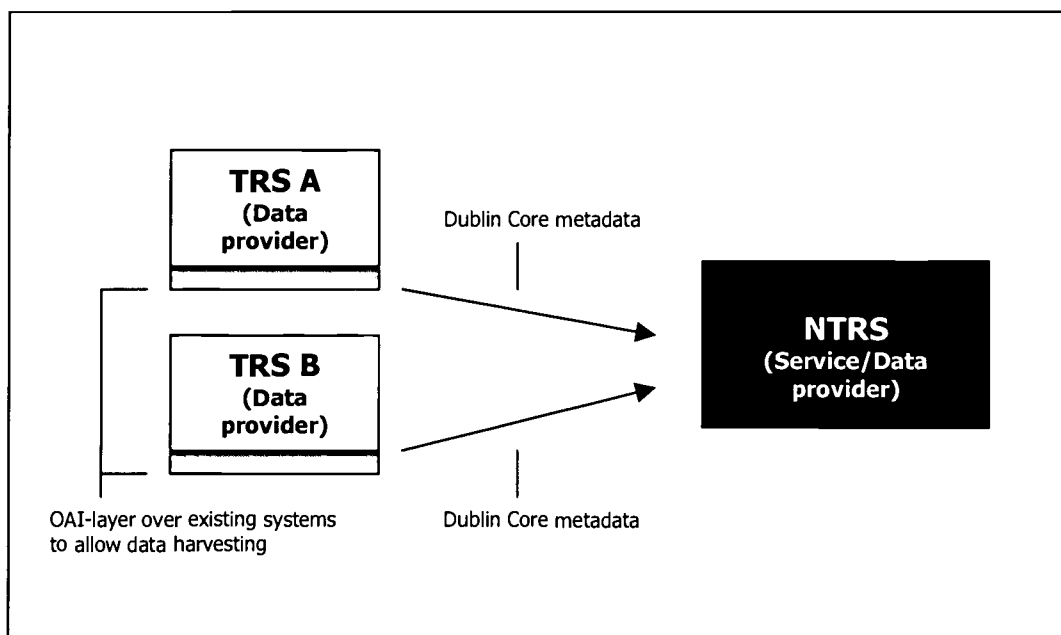 TRS A
(Data
provider)
Dublin Core metadata
NTRS
(Service/Data
provider)
TRS B
(Data
provider)
OAI-layer over existing systems
to allow data harvesting
Dublin Core metadata